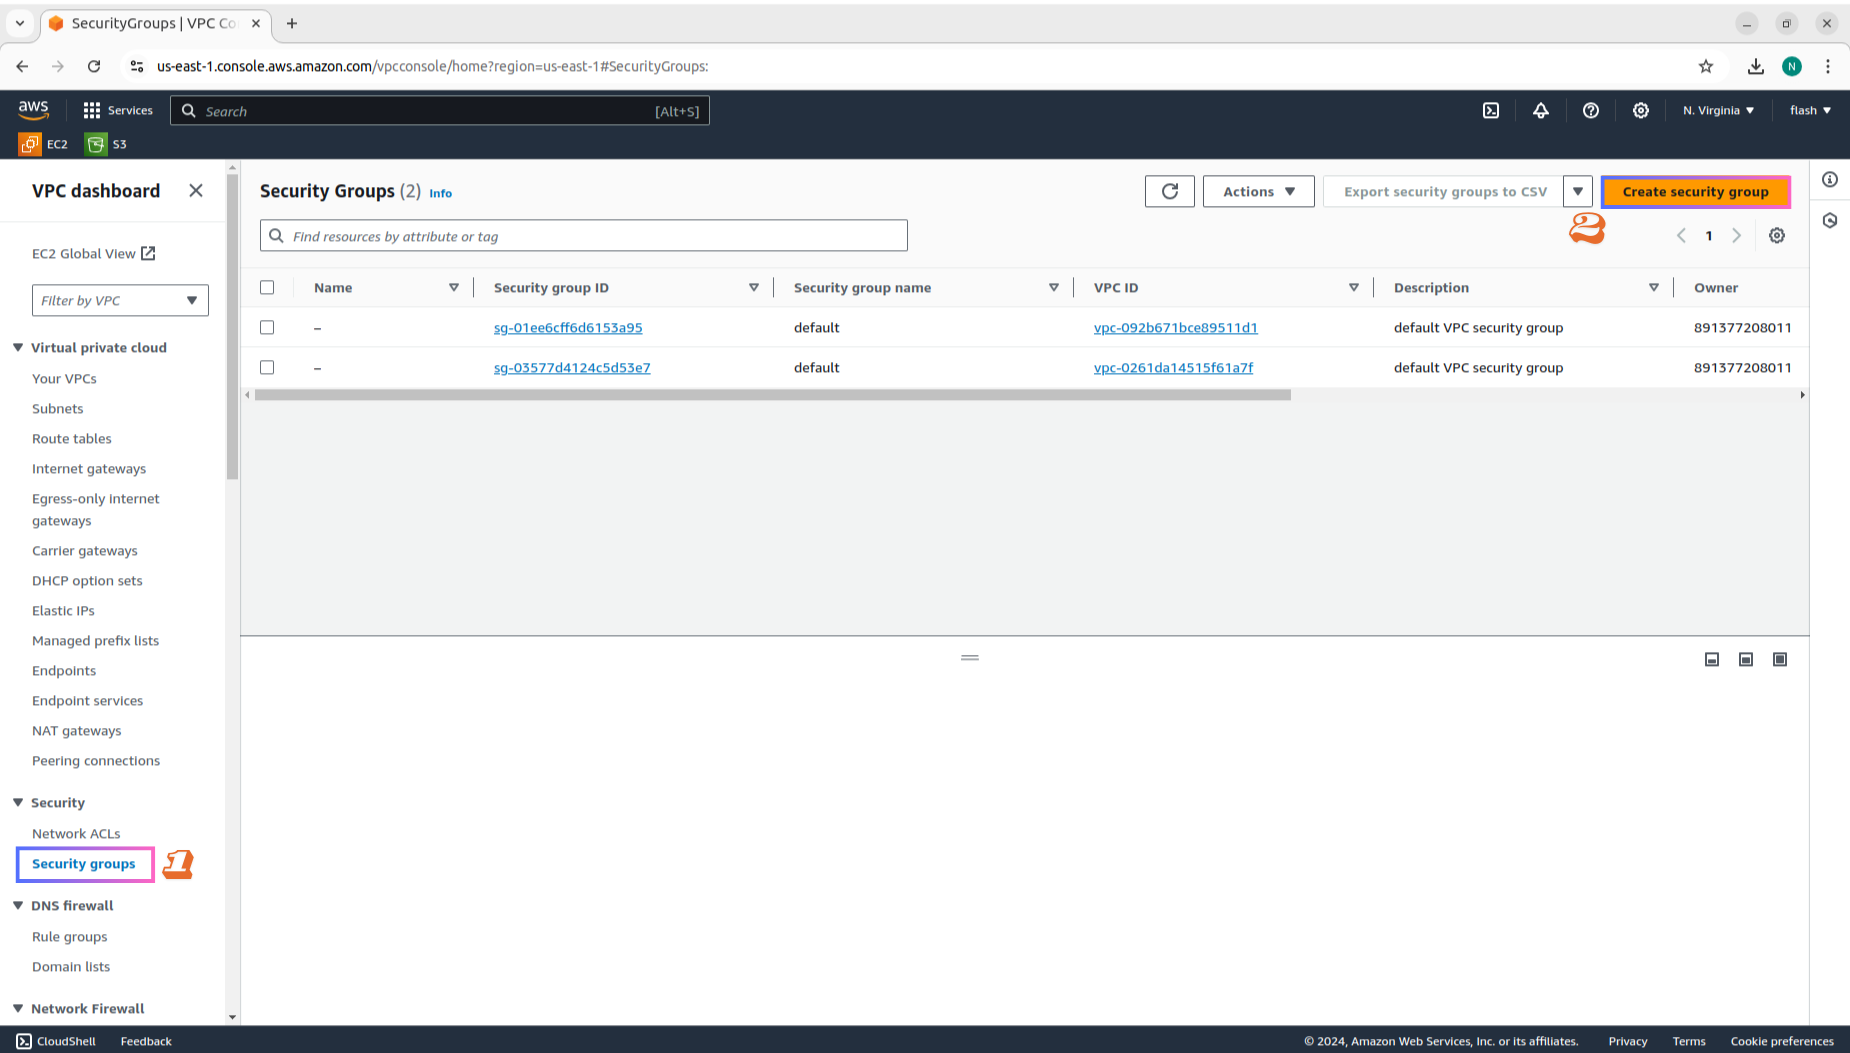 SecurityGroups | VPC Co
us-east-1.console.aws.amazon.com/vpcconsole/home?region=us-east-1#SecurityGroups:
N
aws
Services
Search
[Alt+S]
N. Virginia
flash
EC2
S3
VPC dashboard
EC2 Global View
Filter by VPC
Virtual private cloud
Your VPCs
Subnets
Route tables
Internet gateways
Egress-only internet
gateways
Carrier gateways
DHCP option sets
Elastic IPs
Managed prefix lists
Endpoints
Endpoint services
NAT gateways
Peering connections
Security
Network ACLs
Security groups
1
DNS firewall
Rule groups
Domain lists
Network Firewall
Security Groups (2) Info
Actions
Export security groups to CSV
Create security group
2
Find resources by attribute or tag
1
Name Security group ID Security group name VPC ID Description Owner
– sg-01ee6cff6d6153a95 default vpc-092b671bce89511d1 default VPC security group 891377208011
– sg-03577d4124c5d53e7 default vpc-0261da14515f61a7f default VPC security group 891377208011
CloudShell Feedback © 2024, Amazon Web Services, Inc. or its affiliates. Privacy Terms Cookie preferences